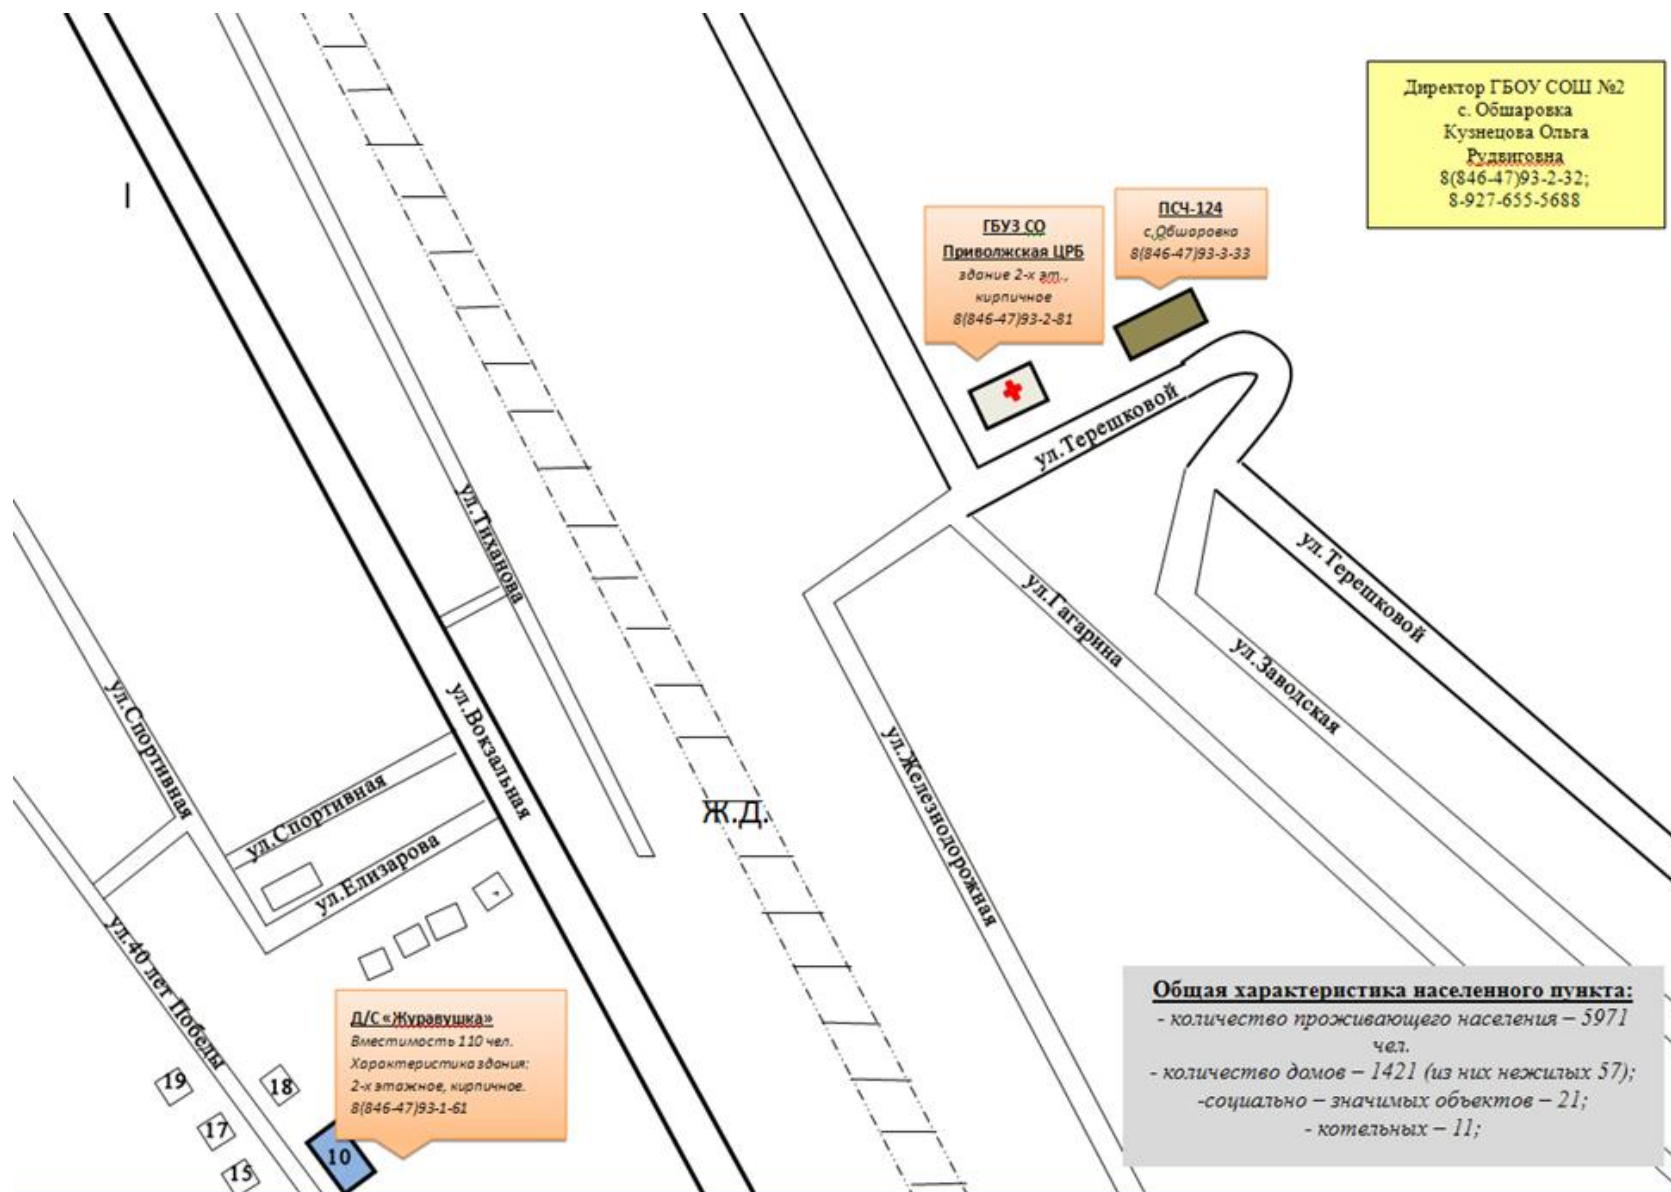 Директор ГБОУ СОШ №2
с. Обшаровка
Кузнецова Ольга
Рудвиговна
8(846-47)93-2-32;
8-927-655-5688
ПСЧ-124
с.Обшаровка
8(846-47)93-3-33
ГБУЗ СО
Приволжская ЦРБ
здание 2-х эт.,
кирпичное
8(846-47)93-2-81
ул.Терешковой
ул.Тиханова
ул.Терешковой
ул.Гагарина
ул.Заводская
ул.Спортивная
ул.Вокзальная
ул.Железнодорожная
ул.Спортивная
Ж.Д.
ул.Елизарова
ул.40 лет Победы
Д/С «Журавушка»
Вместимость 110 чел.
Характеристика здания:
2-х этажное, кирпичное.
8(846-47)93-1-61
19
18
17
10
15
Общая характеристика населенного пункта:
- количество проживающего населения – 5971
чел.
- количество домов – 1421 (из них нежилых 57);
-социально – значимых объектов – 21;
- котельных – 11;